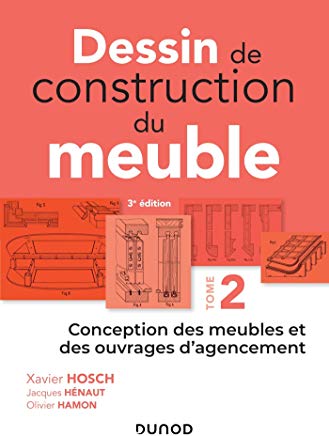 Dessin de
construction
du
meuble
3e édition
TOME
2
Conception des meubles et
des ouvrages d'agencement
Xavier HOSCH
Jacques HÉNAUT
Olivier HAMON
DUNOD